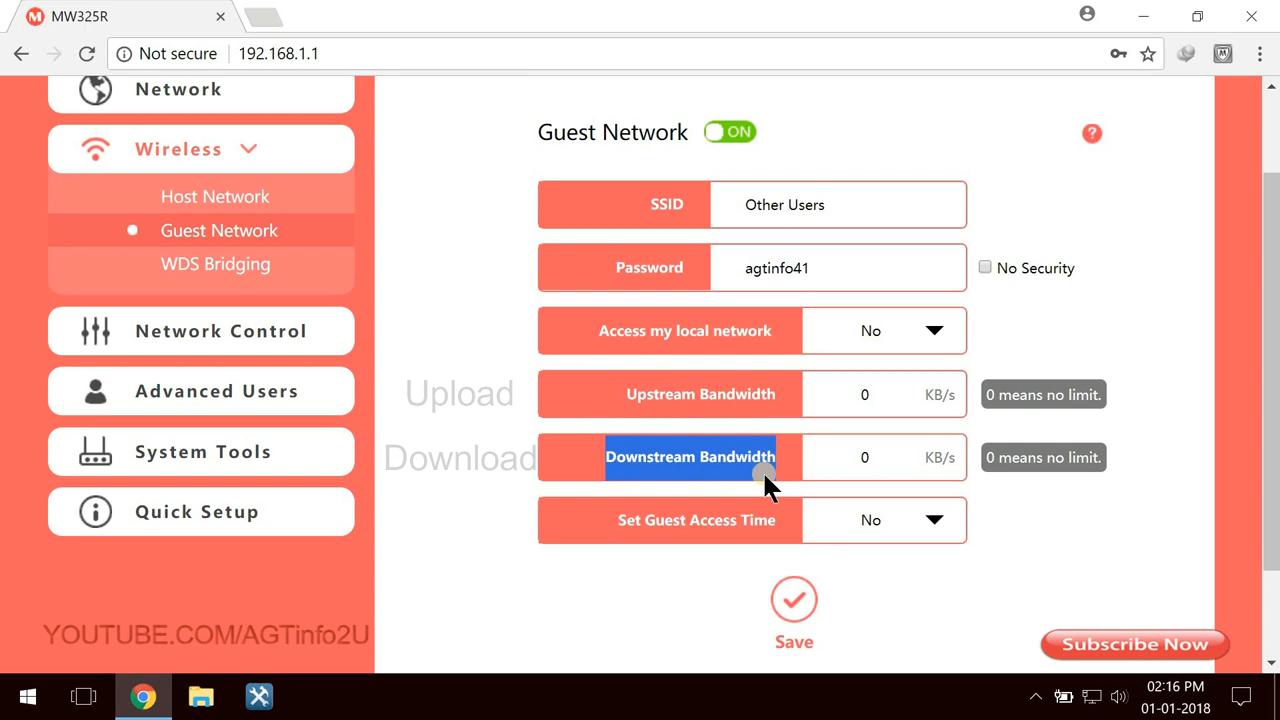 MW325R
Not secure
192.168.1.1
Network
Wireless
Host Network
Guest Network
WDS Bridging
Network Control
Advanced Users
System Tools
Quick Setup
YOUTUBE.COM/AGTinfo2U
Guest Network ON ?
SSID Other Users
Password agtinfo41 No Security
Access my local network No
Upload Upstream Bandwidth 0 KB/s 0 means no limit.
Download Downstream Bandwidth 0 KB/s 0 means no limit.
Set Guest Access Time No
Save
Subscribe Now
02:16 PM
01-01-2018